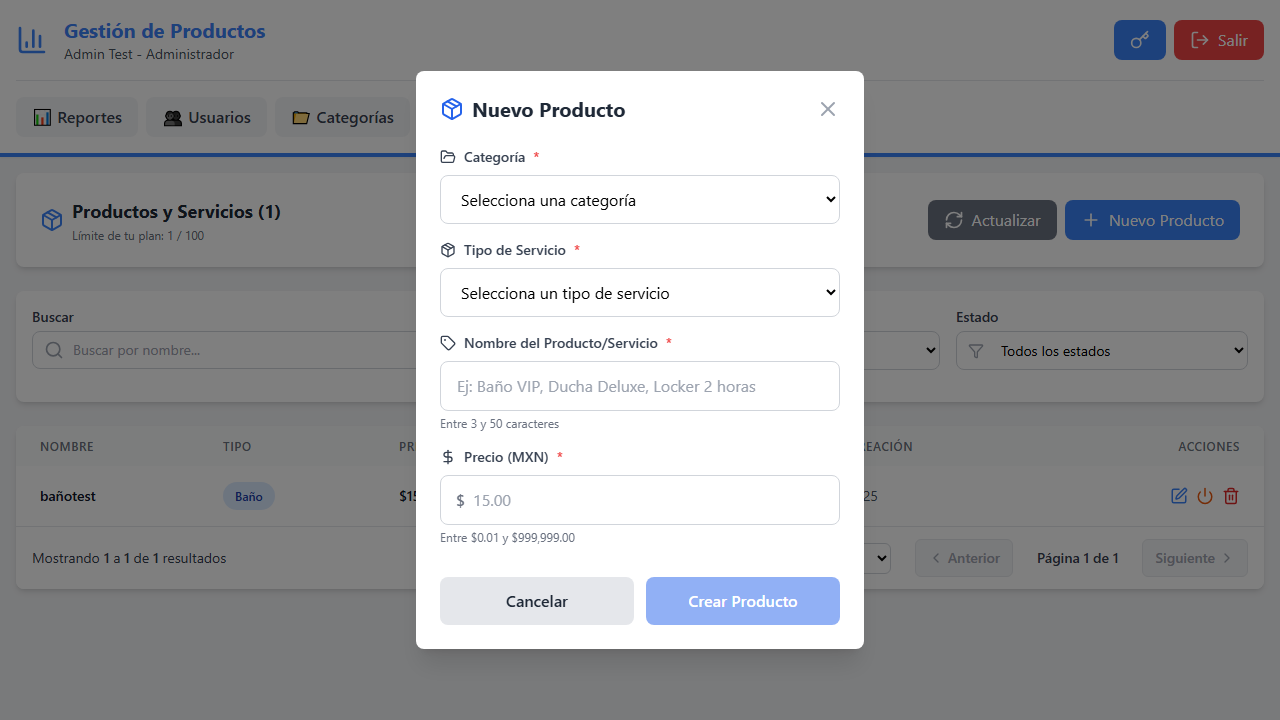 Gestión de Productos
Admin Test - Administrador
Salir
Reportes
Usuarios
Categorías
Nuevo Producto
Categoría *
Selecciona una categoría
Tipo de Servicio *
Selecciona un tipo de servicio
Nombre del Producto/Servicio *
Ej: Baño VIP, Ducha Deluxe, Locker 2 horas
Entre 3 y 50 caracteres
Precio (MXN) *
$ 15.00
Entre $0.01 y $999,999.00
Cancelar
Crear Producto
Productos y Servicios (1)
Límite de tu plan: 1 / 100
Actualizar
Nuevo Producto
Buscar
Buscar por nombre...
Estado
Todos los estados
NOMBRE
TIPO
ACCIONES
bañotest
Baño
Mostrando 1 a 1 de 1 resultados
Anterior
Página 1 de 1
Siguiente